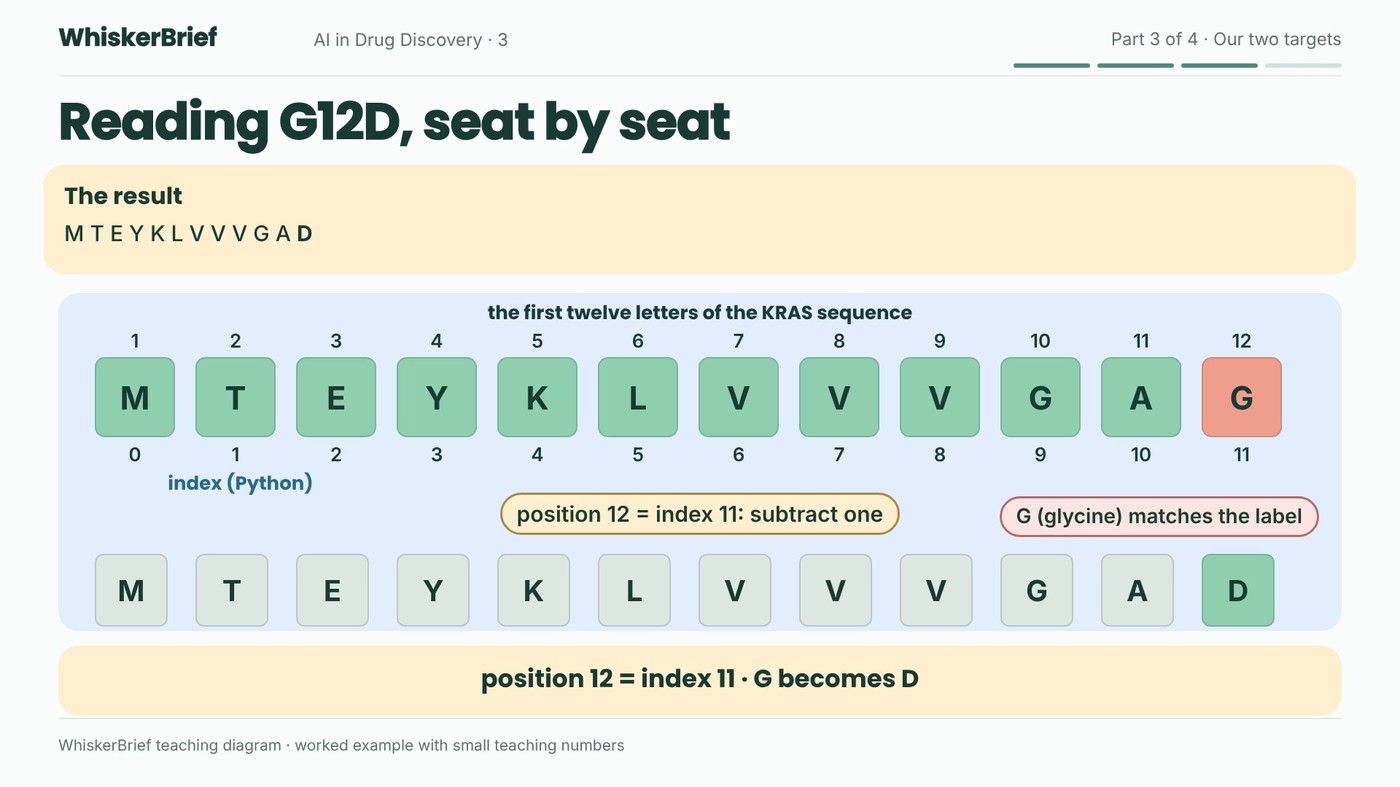 WhiskerBrief
AI in Drug Discovery · 3
Part 3 of 4 · Our two targets
Reading G12D, seat by seat
The result
M T E Y K L V V V G A D
the first twelve letters of the KRAS sequence
1 2 3 4 5 6 7 8 9 10 11 12
M T E Y K L V V V G A G
0 1 2 3 4 5 6 7 8 9 10 11
index (Python)
position 12 = index 11: subtract one
G (glycine) matches the label
M T E Y K L V V V G A D
position 12 = index 11 · G becomes D
WhiskerBrief teaching diagram · worked example with small teaching numbers